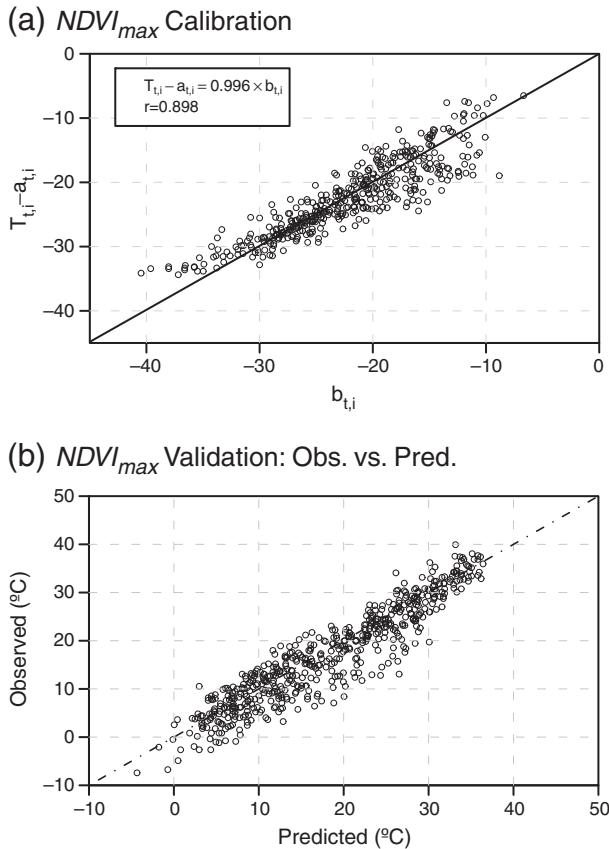 (a) NDVImax Calibration
Tt,i–at,i=0.996×bt,i
r=0.898
0
–10
–20
–30
–40
Tt,i–at,i
–40 –30 –20 –10 0
bt,i
(b) NDVImax Validation: Obs. vs. Pred.
50
40
30
20
10
0
–10
Observed (ºC)
–10 0 10 20 30 40 50
Predicted (ºC)